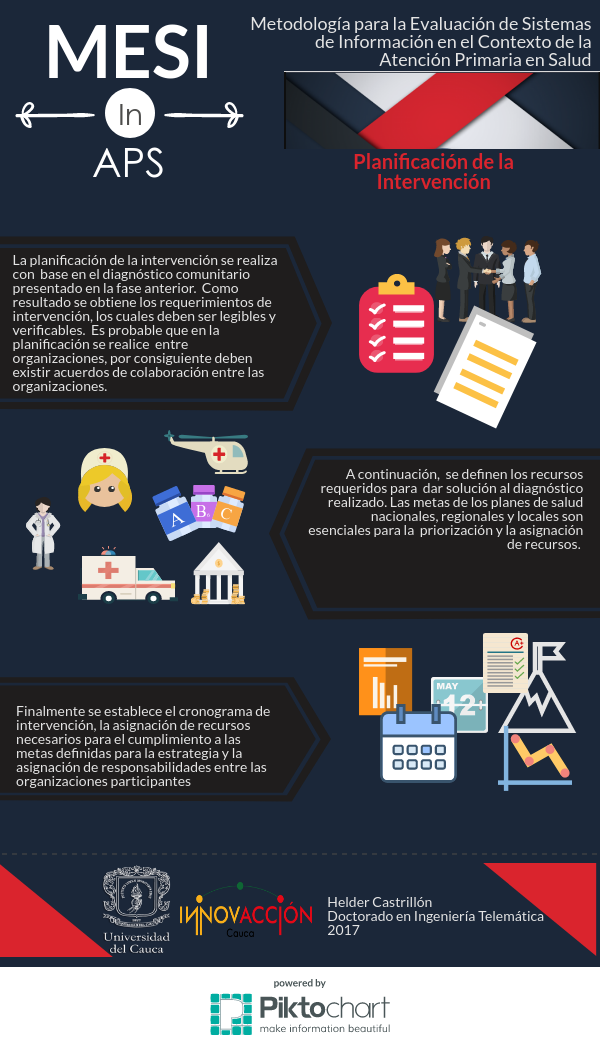 MESI
In
APS
Metodología para la Evaluación de Sistemas
de Información en el Contexto de la
Atención Primaria en Salud
Planificación de la
Intervención
La planificación de la intervención se realiza
con base en el diagnóstico comunitario
presentado en la fase anterior. Como
resultado se obtiene los requerimientos de
intervención, los cuales deben ser legibles y
verificables. Es probable que en la
planificación se realice entre
organizaciones, por consiguiente deben
existir acuerdos de colaboración entre las
organizaciones.
A
B
C
A continuación, se definen los recursos
requeridos para dar solución al diagnóstico
realizado. Las metas de los planes de salud
nacionales, regionales y locales son
esenciales para la priorización y la asignación
de recursos.
A+
MAY
12
Finalmente se establece el cronograma de
intervención, la asignación de recursos
necesarios para el cumplimiento a las
metas definidas para la estrategia y la
asignación de responsabilidades entre las
organizaciones participantes
Universidad
del Cauca
INNOVACCIÓN
Cauca
Helder Castrillón
Doctorado en Ingeniería Telemática
2017
powered by
Piktochart
make information beautiful